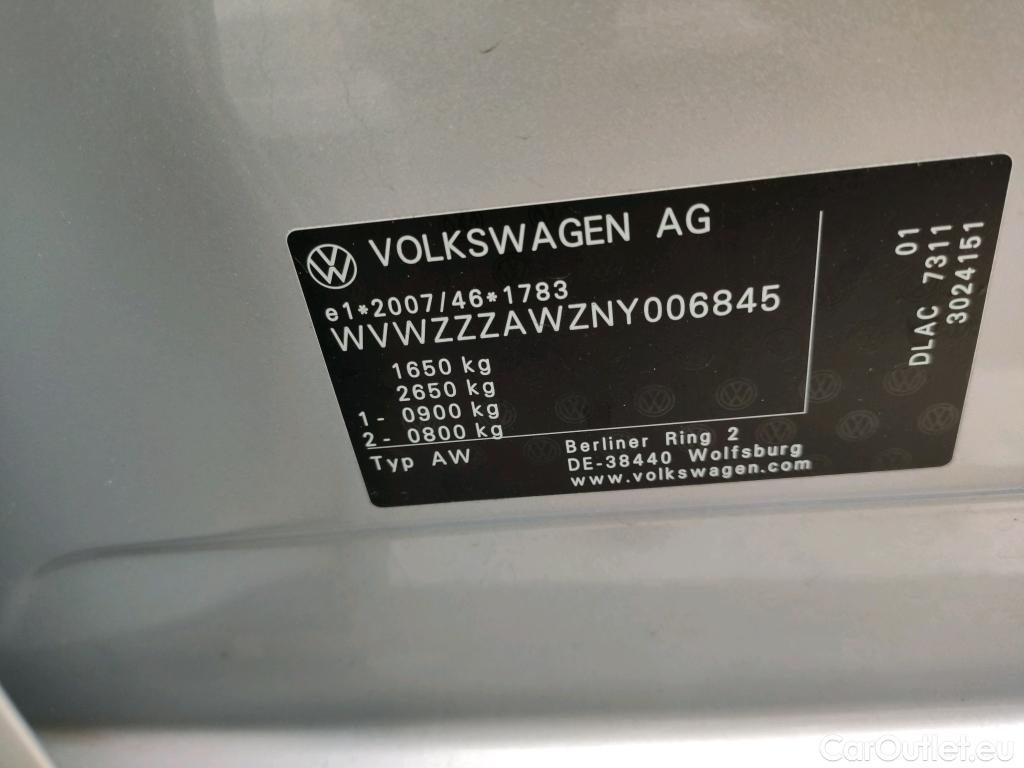 VOLKSWAGEN AG
e1*2007/46*1783
WVWZZZAWZNY006845
1650 kg
2650 kg
1- 0900 kg
2- 0800 kg
Typ AW
Berliner Ring 2
DE-38440 Wolfsburg
www.volkswagen.com
01
DLAC 7311
3024151
CarOutlet.eu